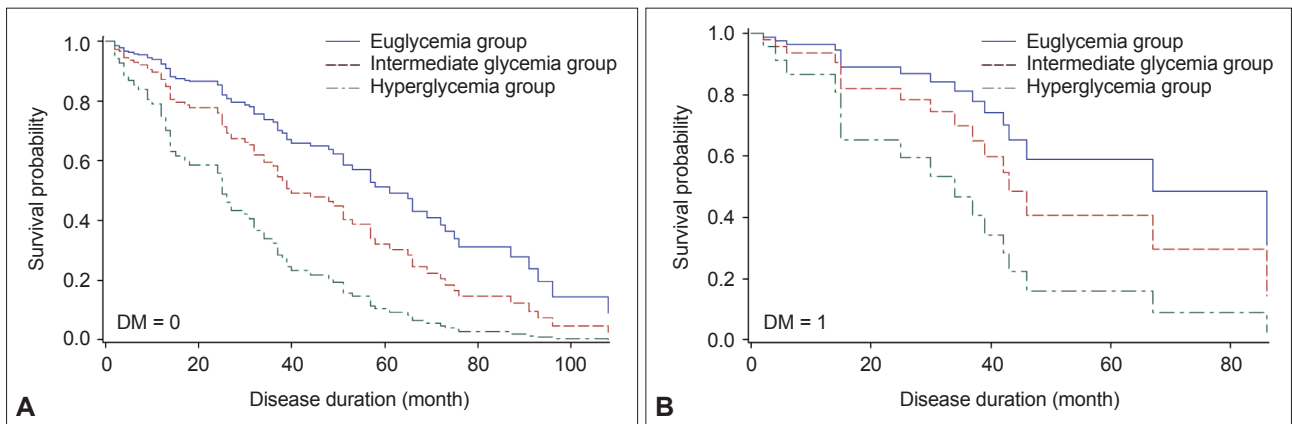 1.0
0.8
0.6
0.4
0.2
0.0
Survival probability
Euglycemia group
Intermediate glycemia group
Hyperglycemia group
DM = 0
0 20 40 60 80 100
Disease duration (month)
A
1.0
0.8
0.6
0.4
0.2
0.0
Survival probability
Euglycemia group
Intermediate glycemia group
Hyperglycemia group
DM = 1
0 20 40 60 80
Disease duration (month)
B